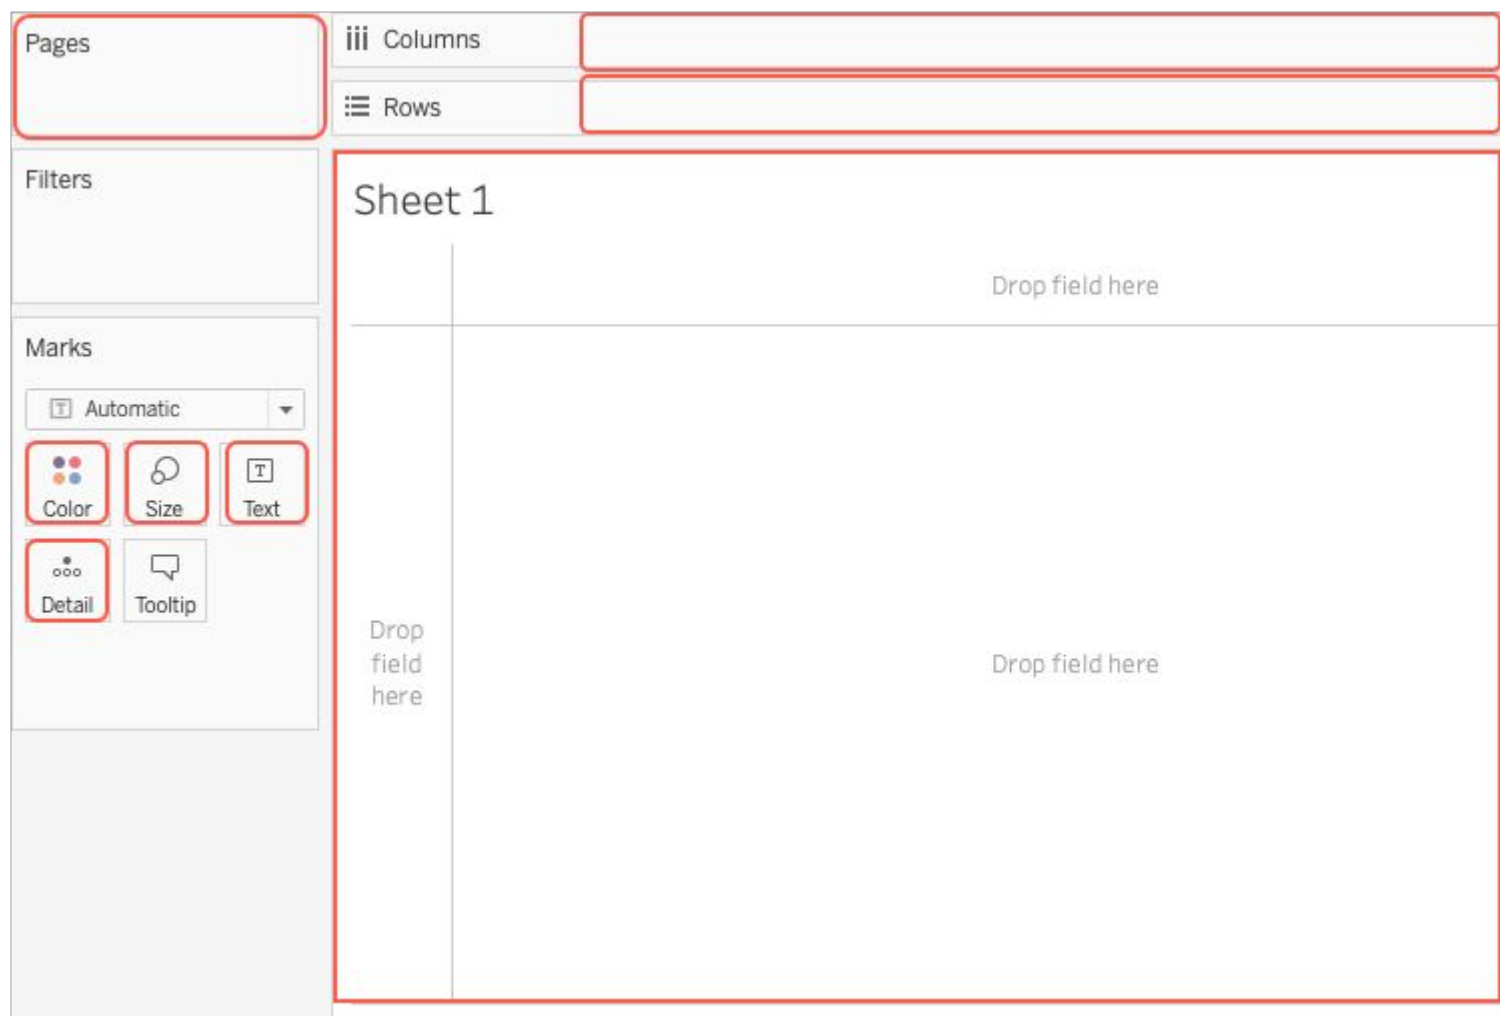 Pages
Columns
Rows
Filters
Sheet 1
Drop field here
Marks
Automatic
Color
Size
T
Text
Detail
Tooltip
Drop
field
here
Drop field here